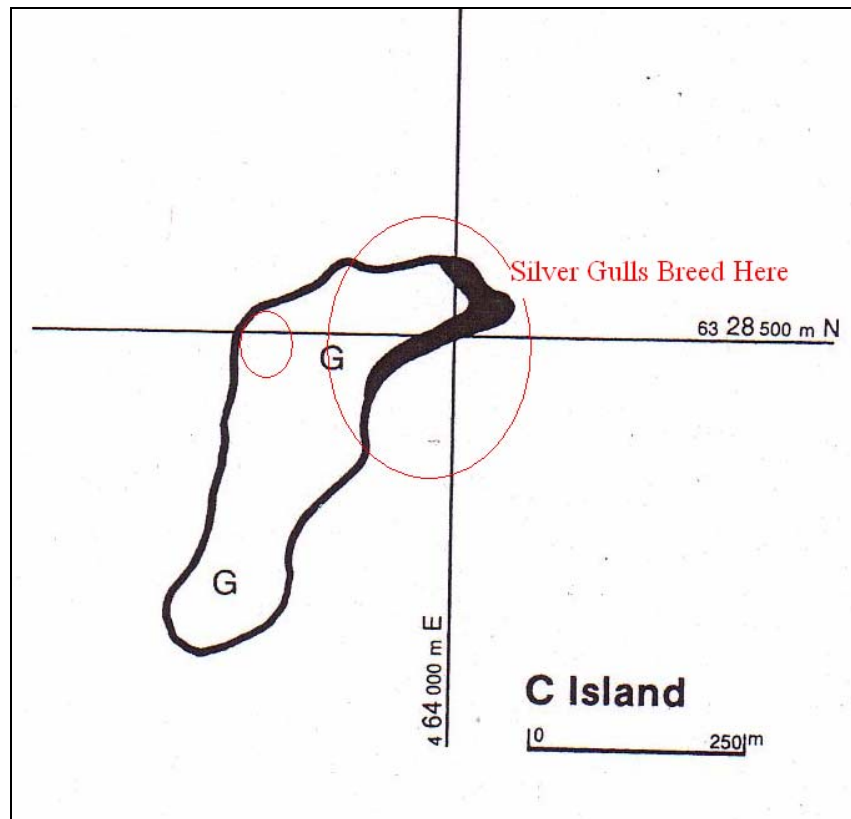 Silver Gulls Breed Here
63 28 500 m N
G
G
4 64 000 m E
C Island
0 250 m